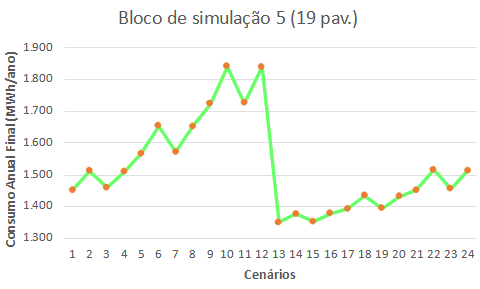 Bloco de simulação 5 (19 pav.)
Consumo Anual Final (MWh/ano)
1.900
1.800
1.700
1.600
1.500
1.400
1.300
1 2 3 4 5 6 7 8 9 10 11 12 13 14 15 16 17 18 19 20 21 22 23 24
Cenários